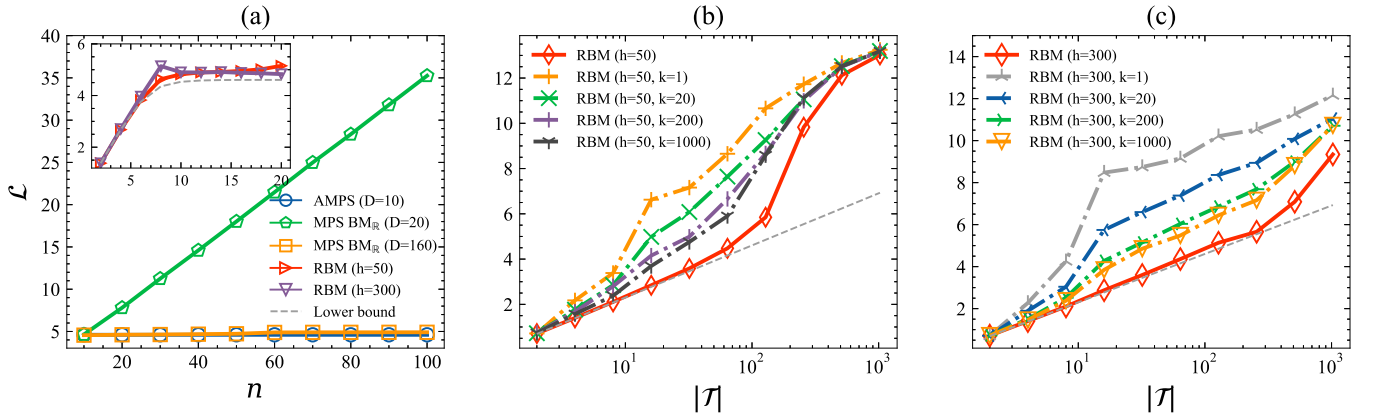 (a)
40
35
30
25
20
15
10
5
ℒ
20
40
60
80
100
n
6
4
2
5
10
15
20
AMPS (D=10)
MPS BMℝ (D=20)
MPS BMℝ (D=160)
RBM (h=50)
RBM (h=300)
Lower bound
(b)
12
10
8
6
4
2
10¹
10²
10³
|𝒯|
RBM (h=50)
RBM (h=50, k=1)
RBM (h=50, k=20)
RBM (h=50, k=200)
RBM (h=50, k=1000)
(c)
14
12
10
8
6
4
2
10¹
10²
10³
|𝒯|
RBM (h=300)
RBM (h=300, k=1)
RBM (h=300, k=20)
RBM (h=300, k=200)
RBM (h=300, k=1000)